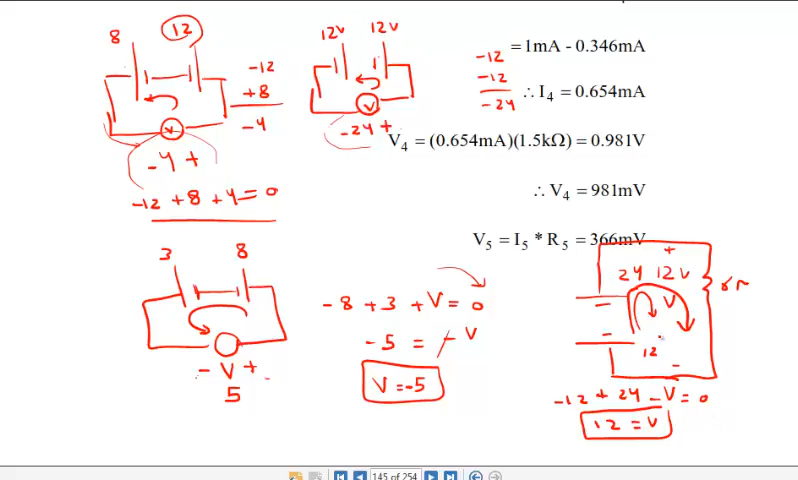 8 12
-12
+8
-4
V
-4 +
-12 +8 +4 = 0
12V 12V
V
-24 +
-12
-12
-24
= 1mA - 0.346mA
∴ I4 = 0.654mA
V4 = (0.654mA)(1.5kΩ) = 0.981V
∴ V4 = 981mV
V5 = I5 * R5 = 366mV
3 8
- V +
5
-8 +3 +V = 0
-5 = -V
V = -5
+
24 12V
- V
- 12
-
-12 + 24 - V = 0
12 = V
145 of 254